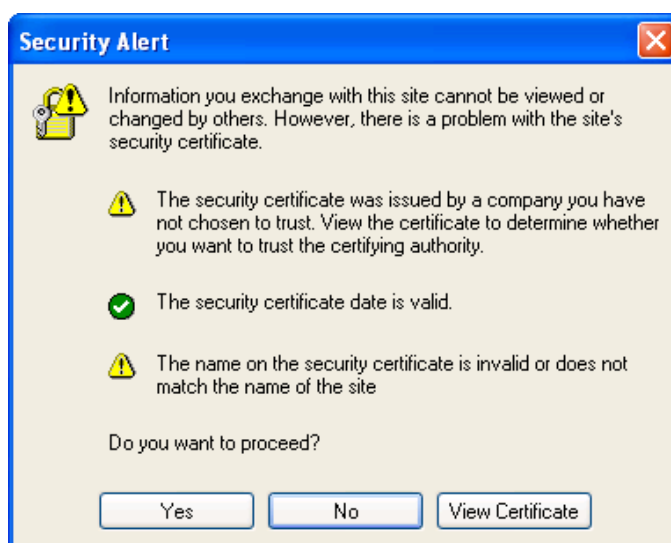 Security Alert
Information you exchange with this site cannot be viewed or
changed by others. However, there is a problem with the site's
security certificate.
The security certificate was issued by a company you have
not chosen to trust. View the certificate to determine whether
you want to trust the certifying authority.
The security certificate date is valid.
The name on the security certificate is invalid or does not
match the name of the site
Do you want to proceed?
Yes No View Certificate